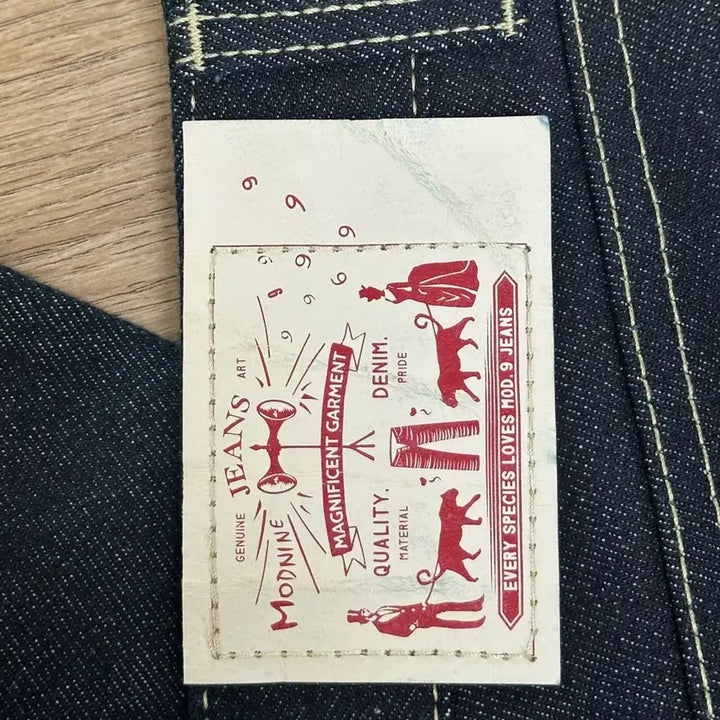 9 9 9 9 9 9 9 9 9
GENUINE JEANS ART
MODNINE
MAGNIFICENT GARMENT
QUALITY. DENIM.
MATERIAL PRIDE
EVERY SPECIES LOVES MOD. 9 JEANS